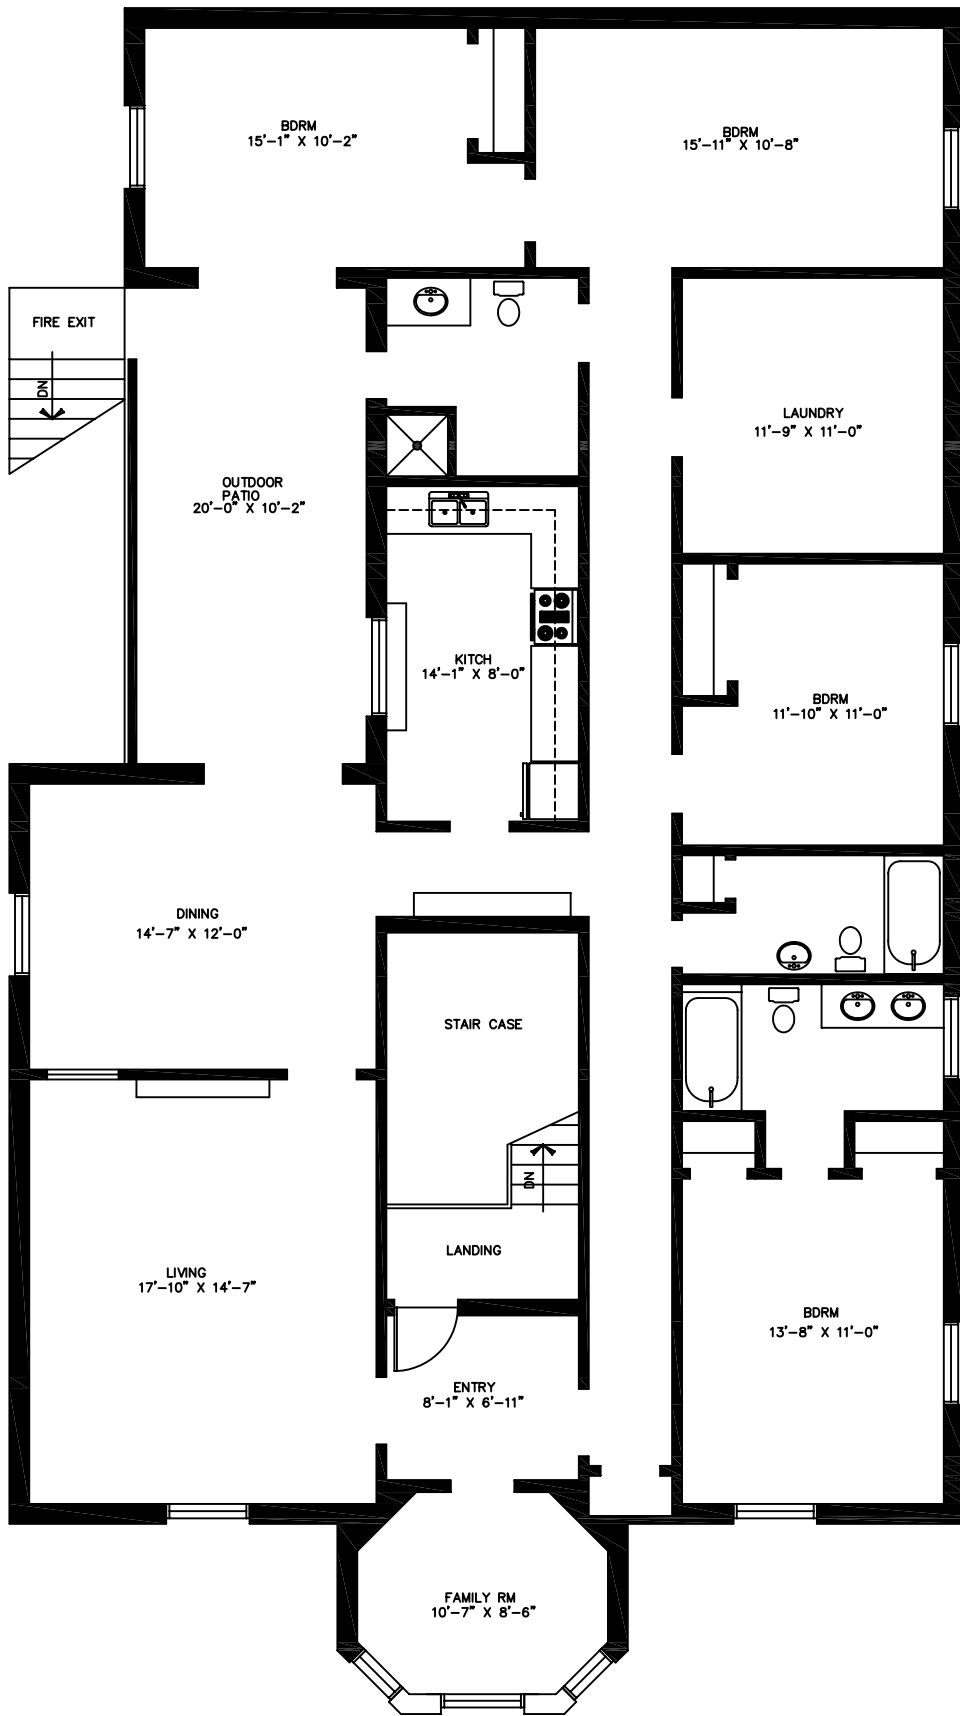 BDRM
15'-1" X 10'-2"
BDRM
15'-11" X 10'-8"
FIRE EXIT
DN
LAUNDRY
11'-9" X 11'-0"
OUTDOOR
PATIO
20'-0" X 10'-2"
KITCH
14'-1" X 8'-0"
BDRM
11'-10" X 11'-0"
DINING
14'-7" X 12'-0"
STAIR CASE
DN
LANDING
LIVING
17'-10" X 14'-7"
BDRM
13'-8" X 11'-0"
ENTRY
8'-1" X 6'-11"
FAMILY RM
10'-7" X 8'-6"